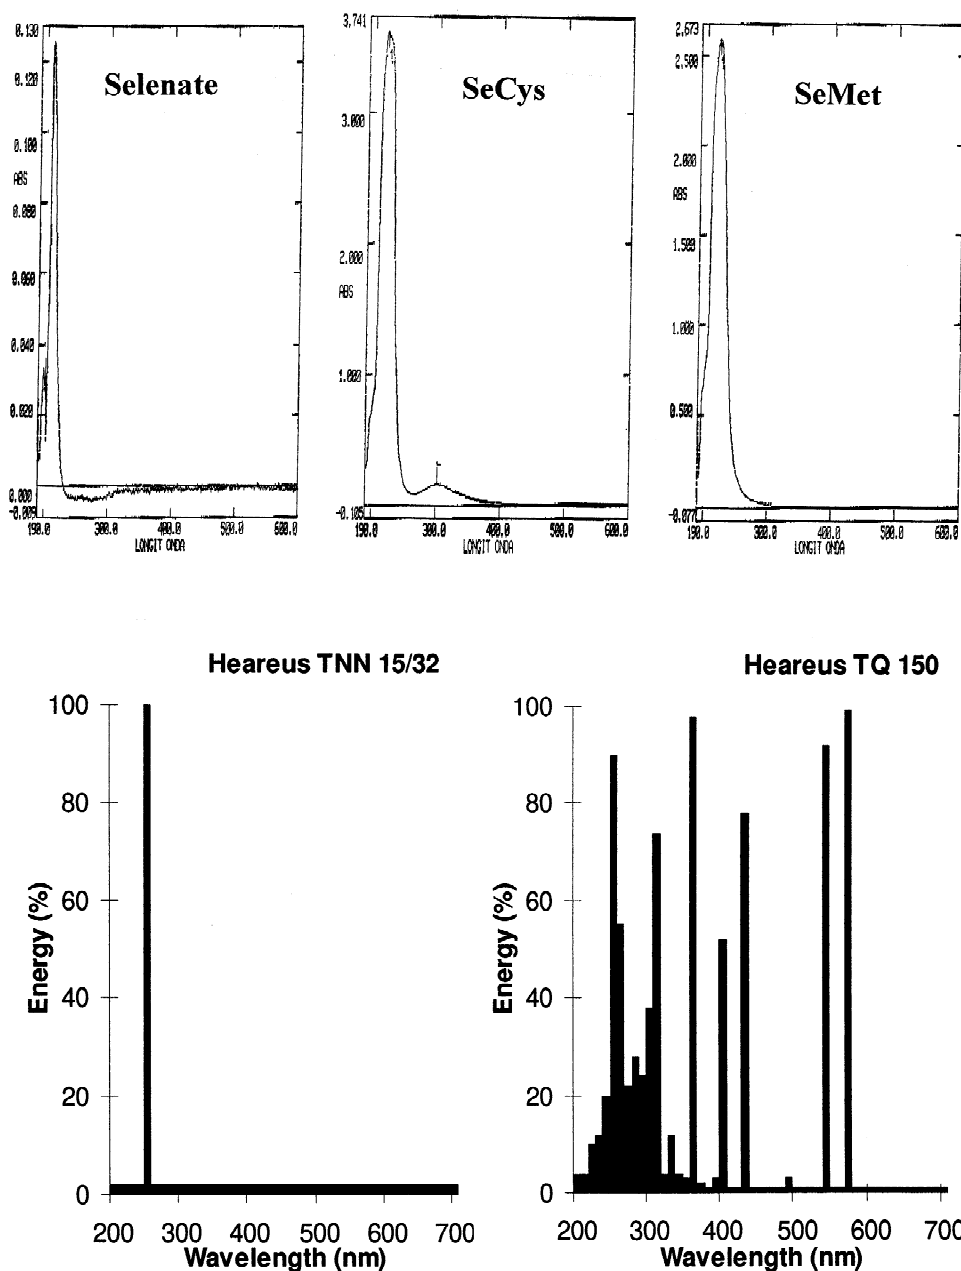 0.130
0.120
0.100
ABS
0.080
0.060
0.040
0.020
0.000
-0.005
190.0 300.0 400.0 500.0 600.0
LONGIT ONDA
Selenate
3.741
3.000
2.000
ABS
1.000
-0.105
190.0 300.0 400.0 500.0 600.0
LONGIT ONDA
SeCys
2.673
2.500
2.000
ABS
1.500
1.000
0.500
-0.077
190.0 300.0 400.0 500.0 600.0
LONGIT ONDA
SeMet
Heareus TNN 15/32
100
80
60
40
20
0
Energy (%)
200 300 400 500 600 700
Wavelength (nm)
Heareus TQ 150
100
80
60
40
20
0
Energy (%)
200 300 400 500 600 700
Wavelength (nm)